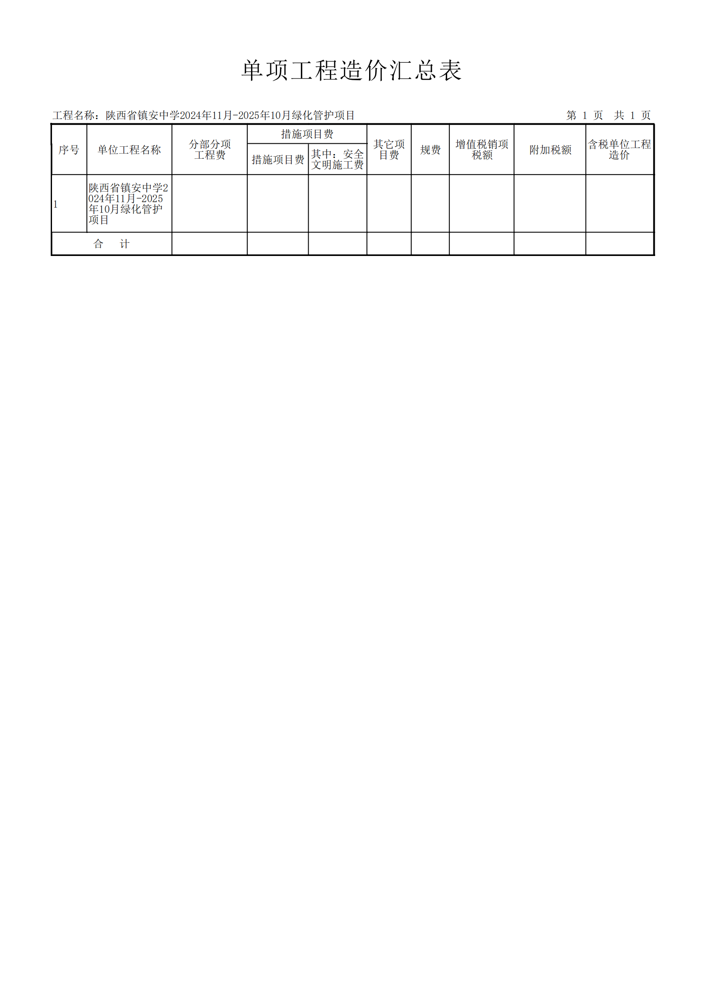 单项工程造价汇总表
工程名称：陕西省镇安中学2024年11月-2025年10月绿化管护项目
第 1 页 共 1 页
序号
单位工程名称
分部分项
工程费
措施项目费
措施项目费
其中：安全
文明施工费
其它项
目费
规费
增值税销项
税额
附加税额
含税单位工程
造价
1
陕西省镇安中学2
024年11月-2025
年10月绿化管护
项目
合 计